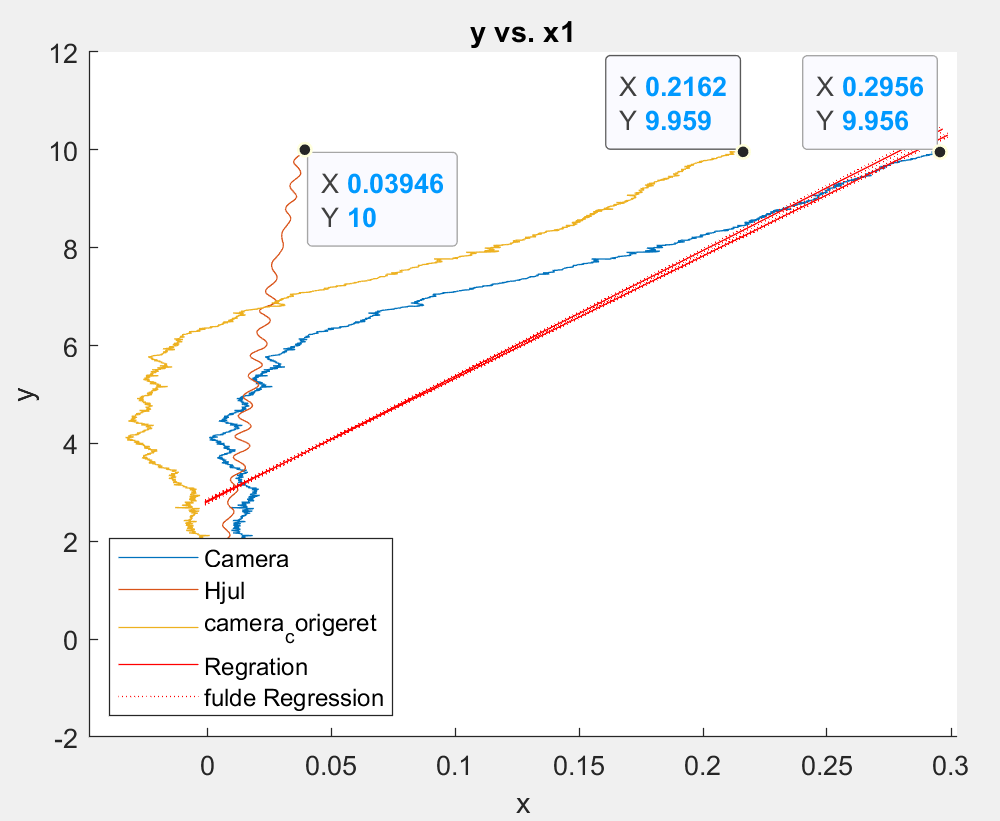 y vs. x1
12
10
8
6
4
2
0
-2
y
X 0.03946
Y 10
X 0.2162
Y 9.959
X 0.2956
Y 9.956
Camera
Hjul
camera_corigeret
Regration
fulde Regression
0
0.05
0.1
0.15
0.2
0.25
0.3
x